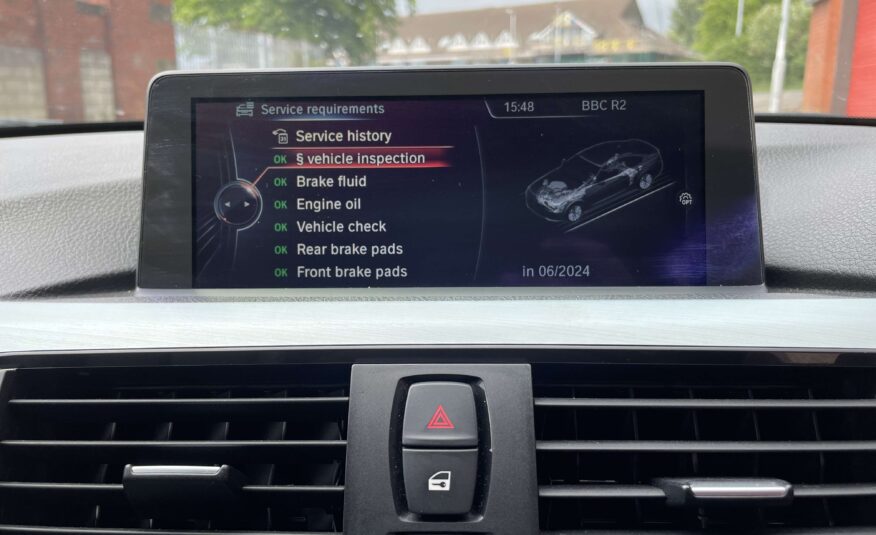 Service requirements
15:48
BBC R2
Service history
OK § vehicle inspection
OK Brake fluid
OK Engine oil
OK Vehicle check
OK Rear brake pads
OK Front brake pads
OPT
in 06/2024